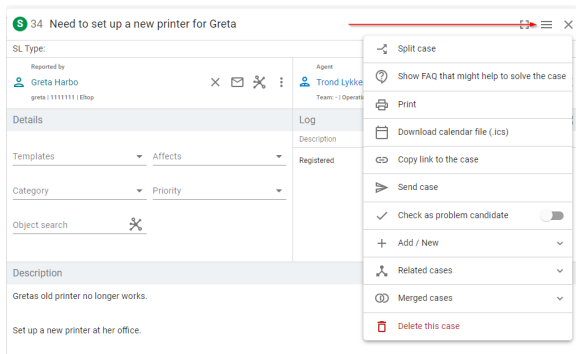 S 34 Need to set up a new printer for Greta
SL Type:
Reported by
Greta Harbo
greta | 1111111 | Eltop
Agent
Trond Lykke
Team: - | Operati
Details
Templates
Affects
Category
Priority
Object search
Log
Description
Registered
Description
Gretas old printer no longer works.
Set up a new printer at her office.
Split case
Show FAQ that might help to solve the case
Print
Download calendar file (.ics)
Copy link to the case
Send case
Check as problem candidate
Add / New
Related cases
Merged cases
Delete this case